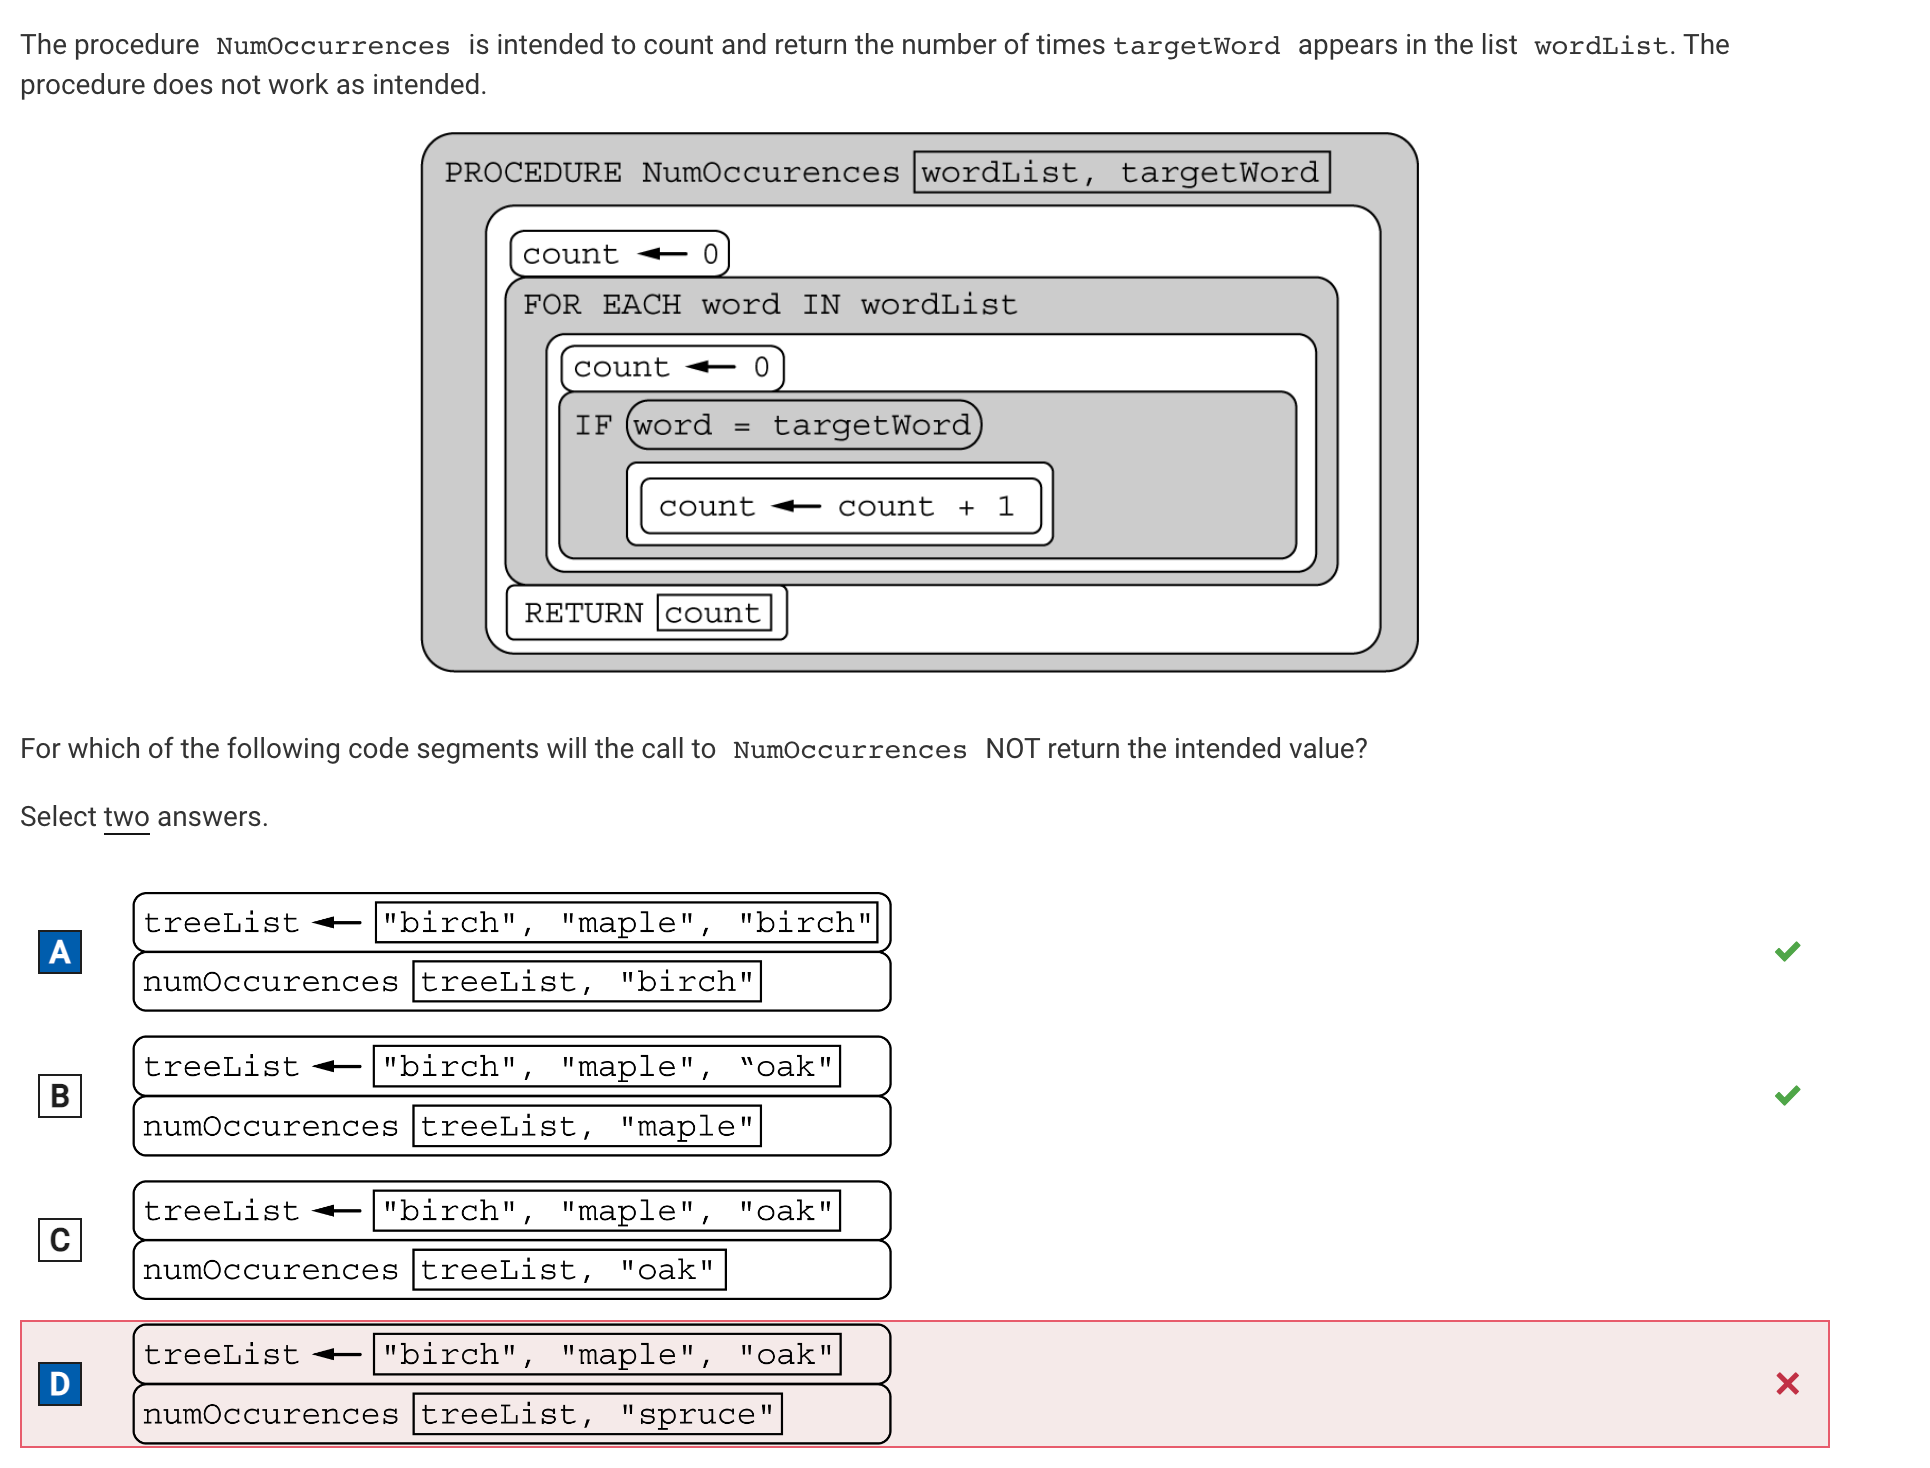 The procedure NumOccurrences is intended to count and return the number of times targetWord appears in the list wordList. The
procedure does not work as intended.
PROCEDURE NumOccurences wordList, targetWord
count ← 0
FOR EACH word IN wordList
count ← 0
IF word = targetWord
count ← count + 1
RETURN count
For which of the following code segments will the call to NumOccurrences NOT return the intended value?
Select two answers.
A
treeList ← "birch", "maple", "birch"
numOccurences treeList, "birch"
B
treeList ← "birch", "maple", “oak"
numOccurences treeList, "maple"
C
treeList ← "birch", "maple", "oak"
numOccurences treeList, "oak"
D
treeList ← "birch", "maple", "oak"
numOccurences treeList, "spruce"